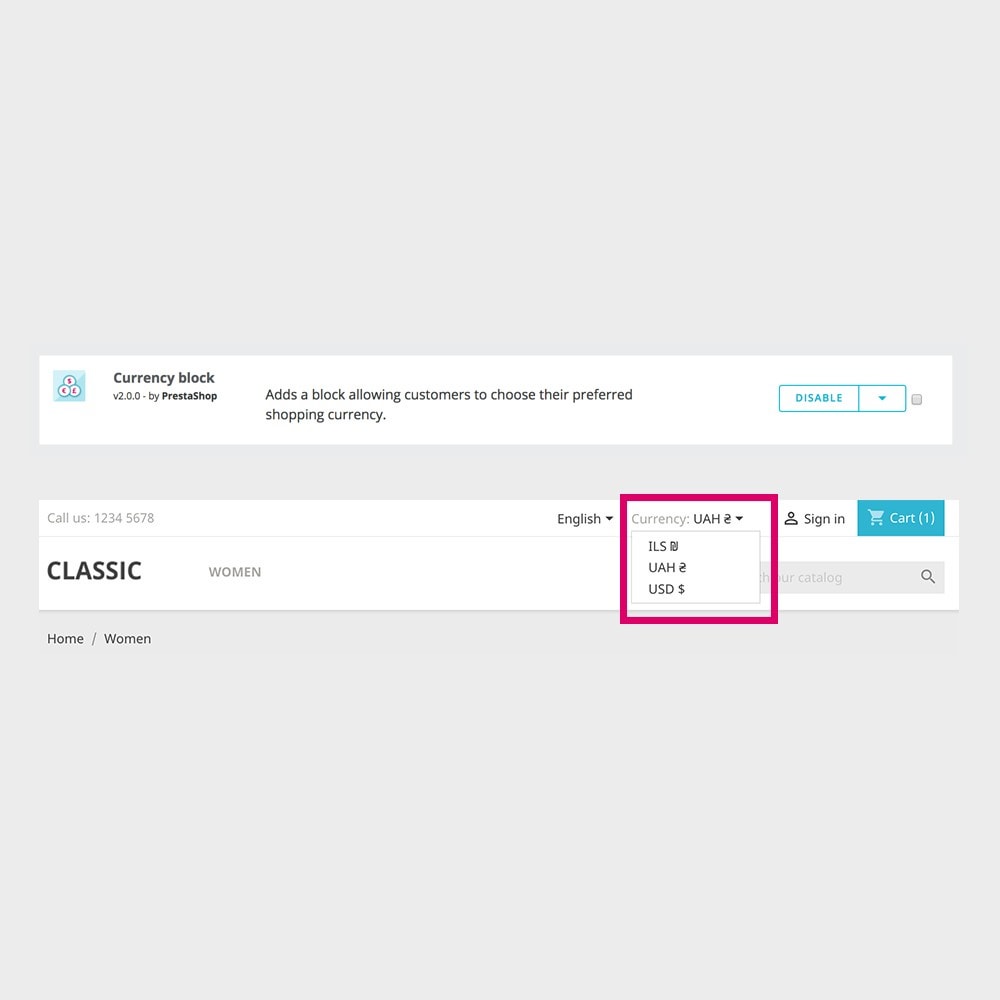 Currency block
v2.0.0 - by PrestaShop
Adds a block allowing customers to choose their preferred
shopping currency.
DISABLE
Call us: 1234 5678
English
Currency: UAH ₴
Sign in
Cart (1)
ILS ₪
UAH ₴
USD $
CLASSIC
WOMEN
our catalog
Home / Women